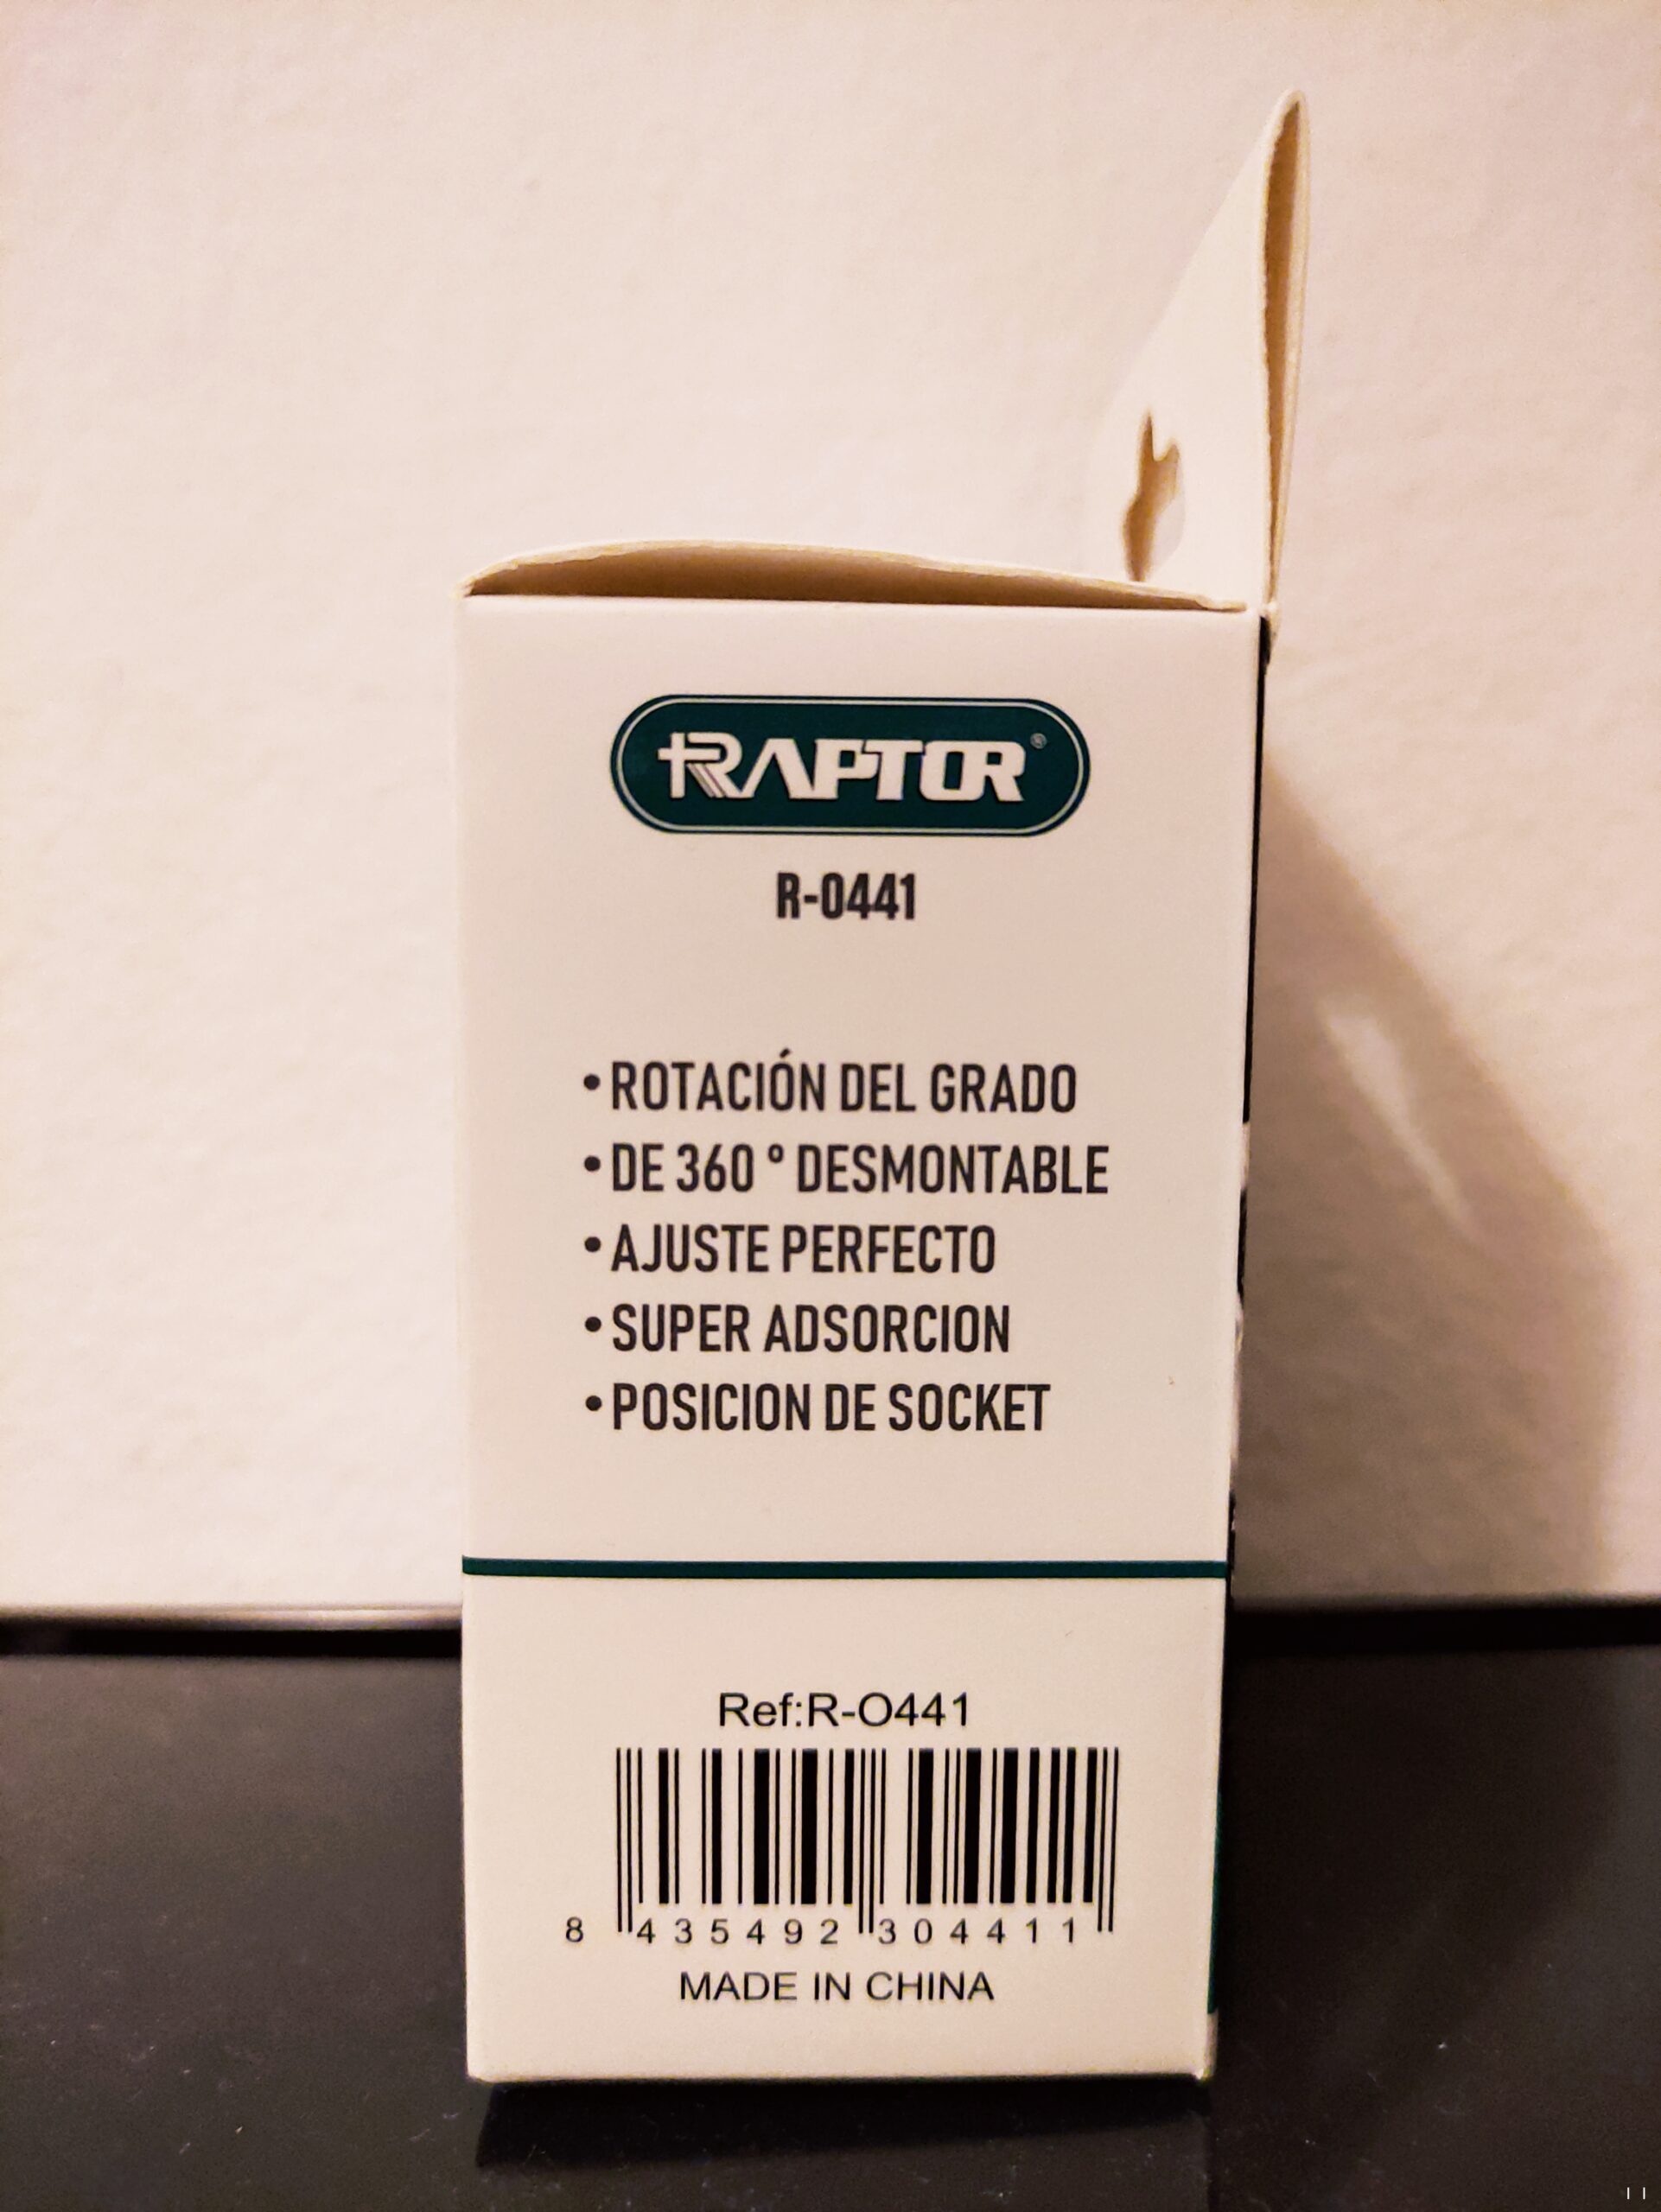 RAPTOR®
R-0441
•ROTACIÓN DEL GRADO
•DE 360° DESMONTABLE
•AJUSTE PERFECTO
•SUPER ADSORCION
•POSICION DE SOCKET
Ref:R-O441
8 435492 304411
MADE IN CHINA